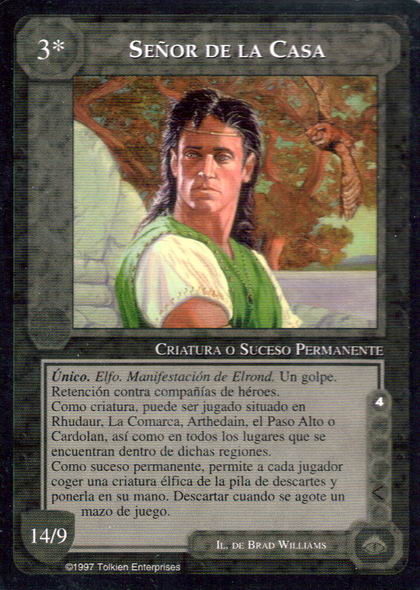 3*
SEÑOR DE LA CASA
CRIATURA O SUCESO PERMANENTE
Único. Elfo. Manifestación de Elrond. Un golpe.
Retención contra compañías de héroes.
Como criatura, puede ser jugado situado en
Rhudaur, La Comarca, Arthedain, el Paso Alto o
Cardolan, así como en todos los lugares que se
encuentran dentro de dichas regiones.
Como suceso permanente, permite a cada jugador
coger una criatura élfica de la pila de descartes y
ponerla en su mano. Descartar cuando se agote un
mazo de juego.
4
14/9
IL. DE BRAD WILLIAMS
©1997 Tolkien Enterprises